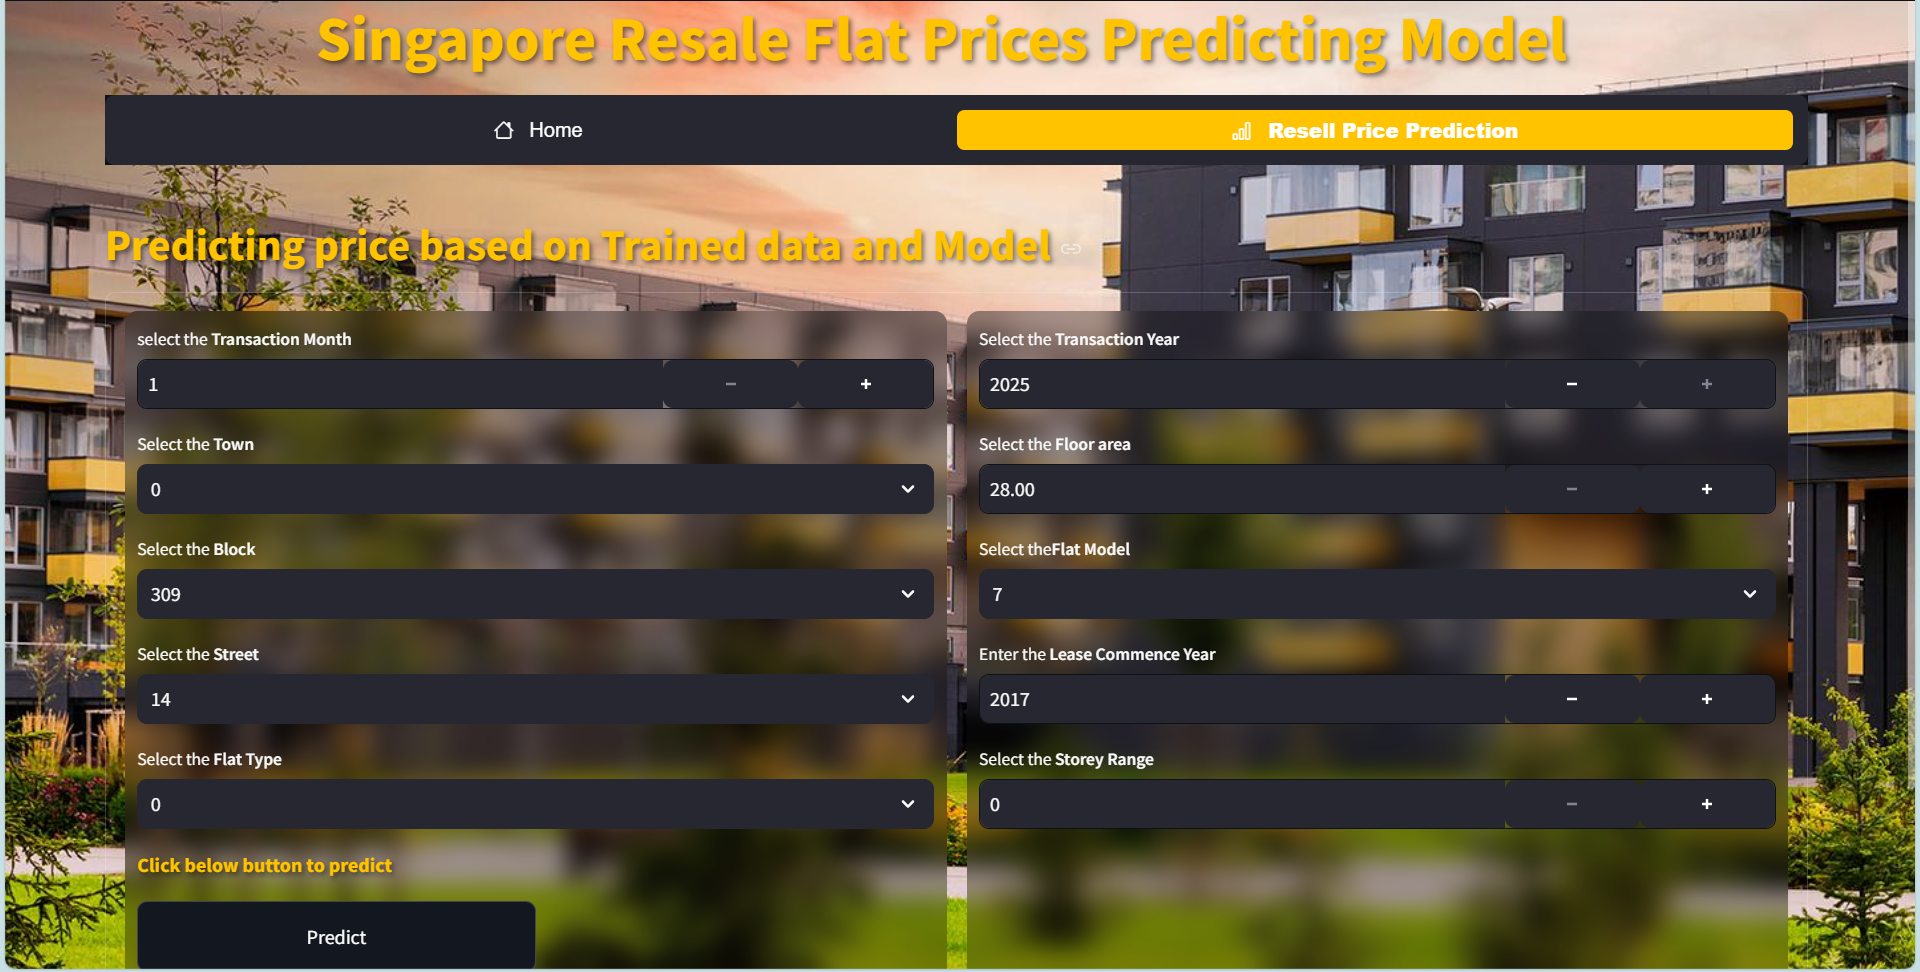 Singapore Resale Flat Prices Predicting Model
Home
Resell Price Prediction
Predicting price based on Trained data and Model
select the Transaction Month
1
Select the Town
0
Select the Block
309
Select the Street
14
Select the Flat Type
0
Click below button to predict
Predict
Select the Transaction Year
2025
Select the Floor area
28.00
Select theFlat Model
7
Enter the Lease Commence Year
2017
Select the Storey Range
0